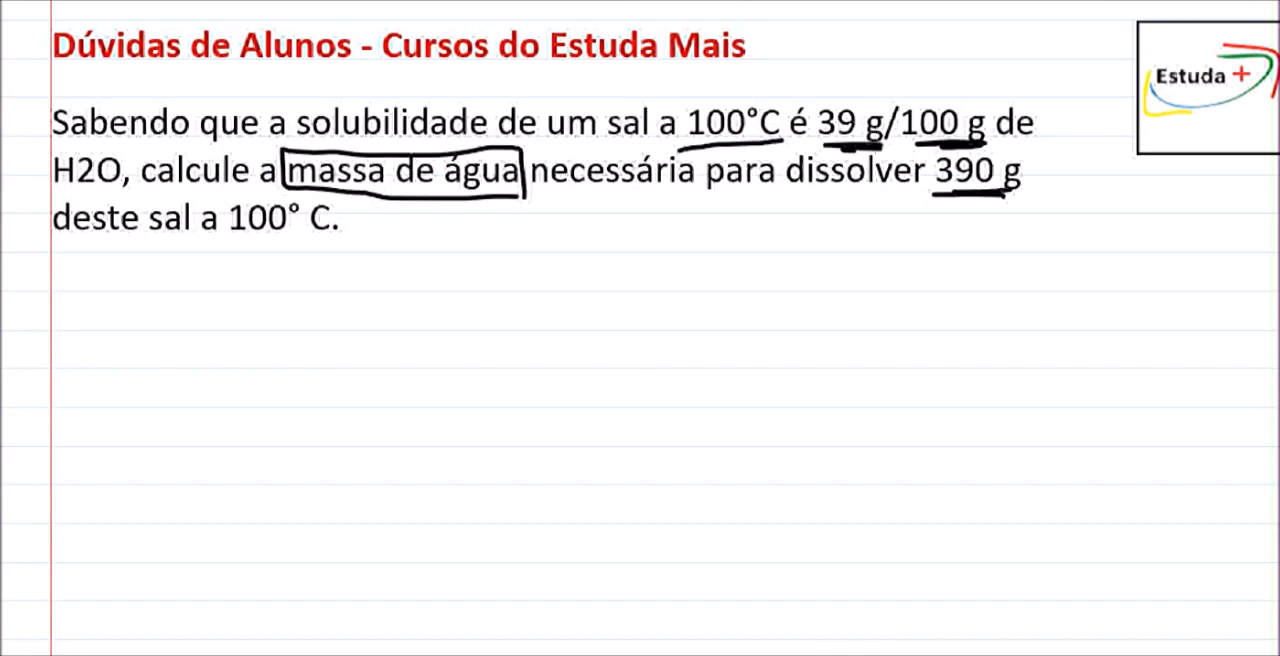 Dúvidas de Alunos - Cursos do Estuda Mais
Estuda +
Sabendo que a solubilidade de um sal a 100°C é 39 g/100 g de
H2O, calcule a massa de água necessária para dissolver 390 g
deste sal a 100° C.